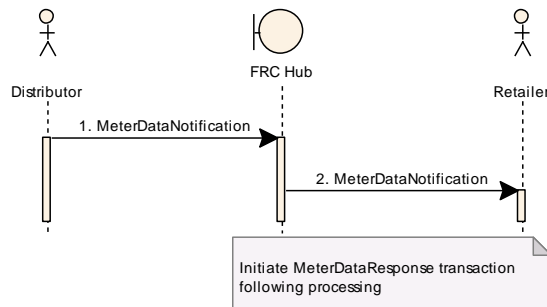 FRC Hub
Distributor
Retailer
1. MeterDataNotification
2. MeterDataNotification
Initiate MeterDataResponse transaction
following processing